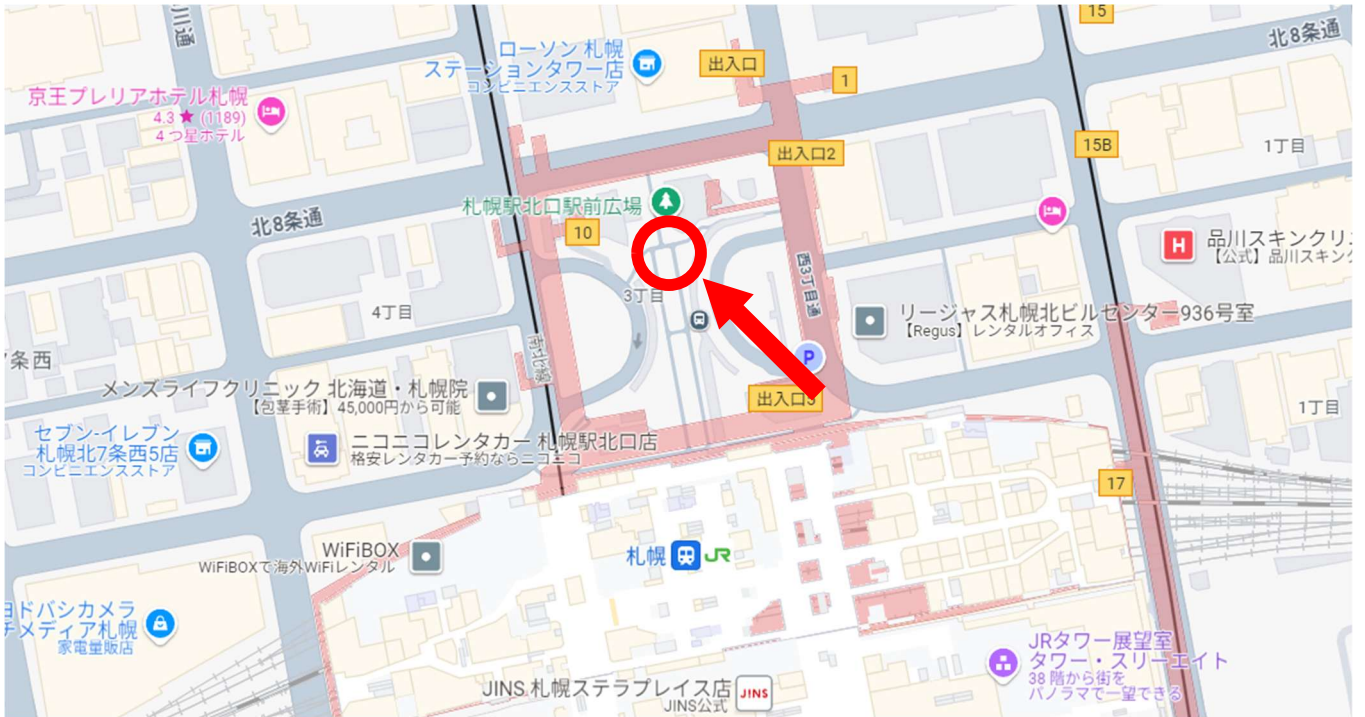 川通
15
北8条通
ローソン 札幌
ステーションタワー店
コンビニエンスストア
出入口
1
京王プレリアホテル札幌
4.3 ★ (1189)
4 つ星ホテル
出入口2
15B
1丁目
札幌駅北口駅前広場
北8条通
10
品川スキンクリ
【公式】品川スキンク
西3丁目通
3丁目
4丁目
リージャス札幌北ビルセンター936号室
【Regus】レンタルオフィス
P
条西
南北線
メンズライフクリニック 北海道・札幌院
【包茎手術】45,000円から可能
出入口3
1丁目
セブン-イレブン
札幌北7条西5店
コンビニエンスストア
ニコニコレンタカー 札幌駅北口店
格安レンタカー予約ならニコニコ
17
WiFiBOX
WiFiBOXで海外WiFiレンタル
札幌 JR
ヨドバシカメラ
チメディア札幌
家電量販店
JRタワー展望室
タワー・スリーエイト
38 階から街を
パノラマで一望できる
JINS 札幌ステラプレイス店
JINS公式
JINS
H